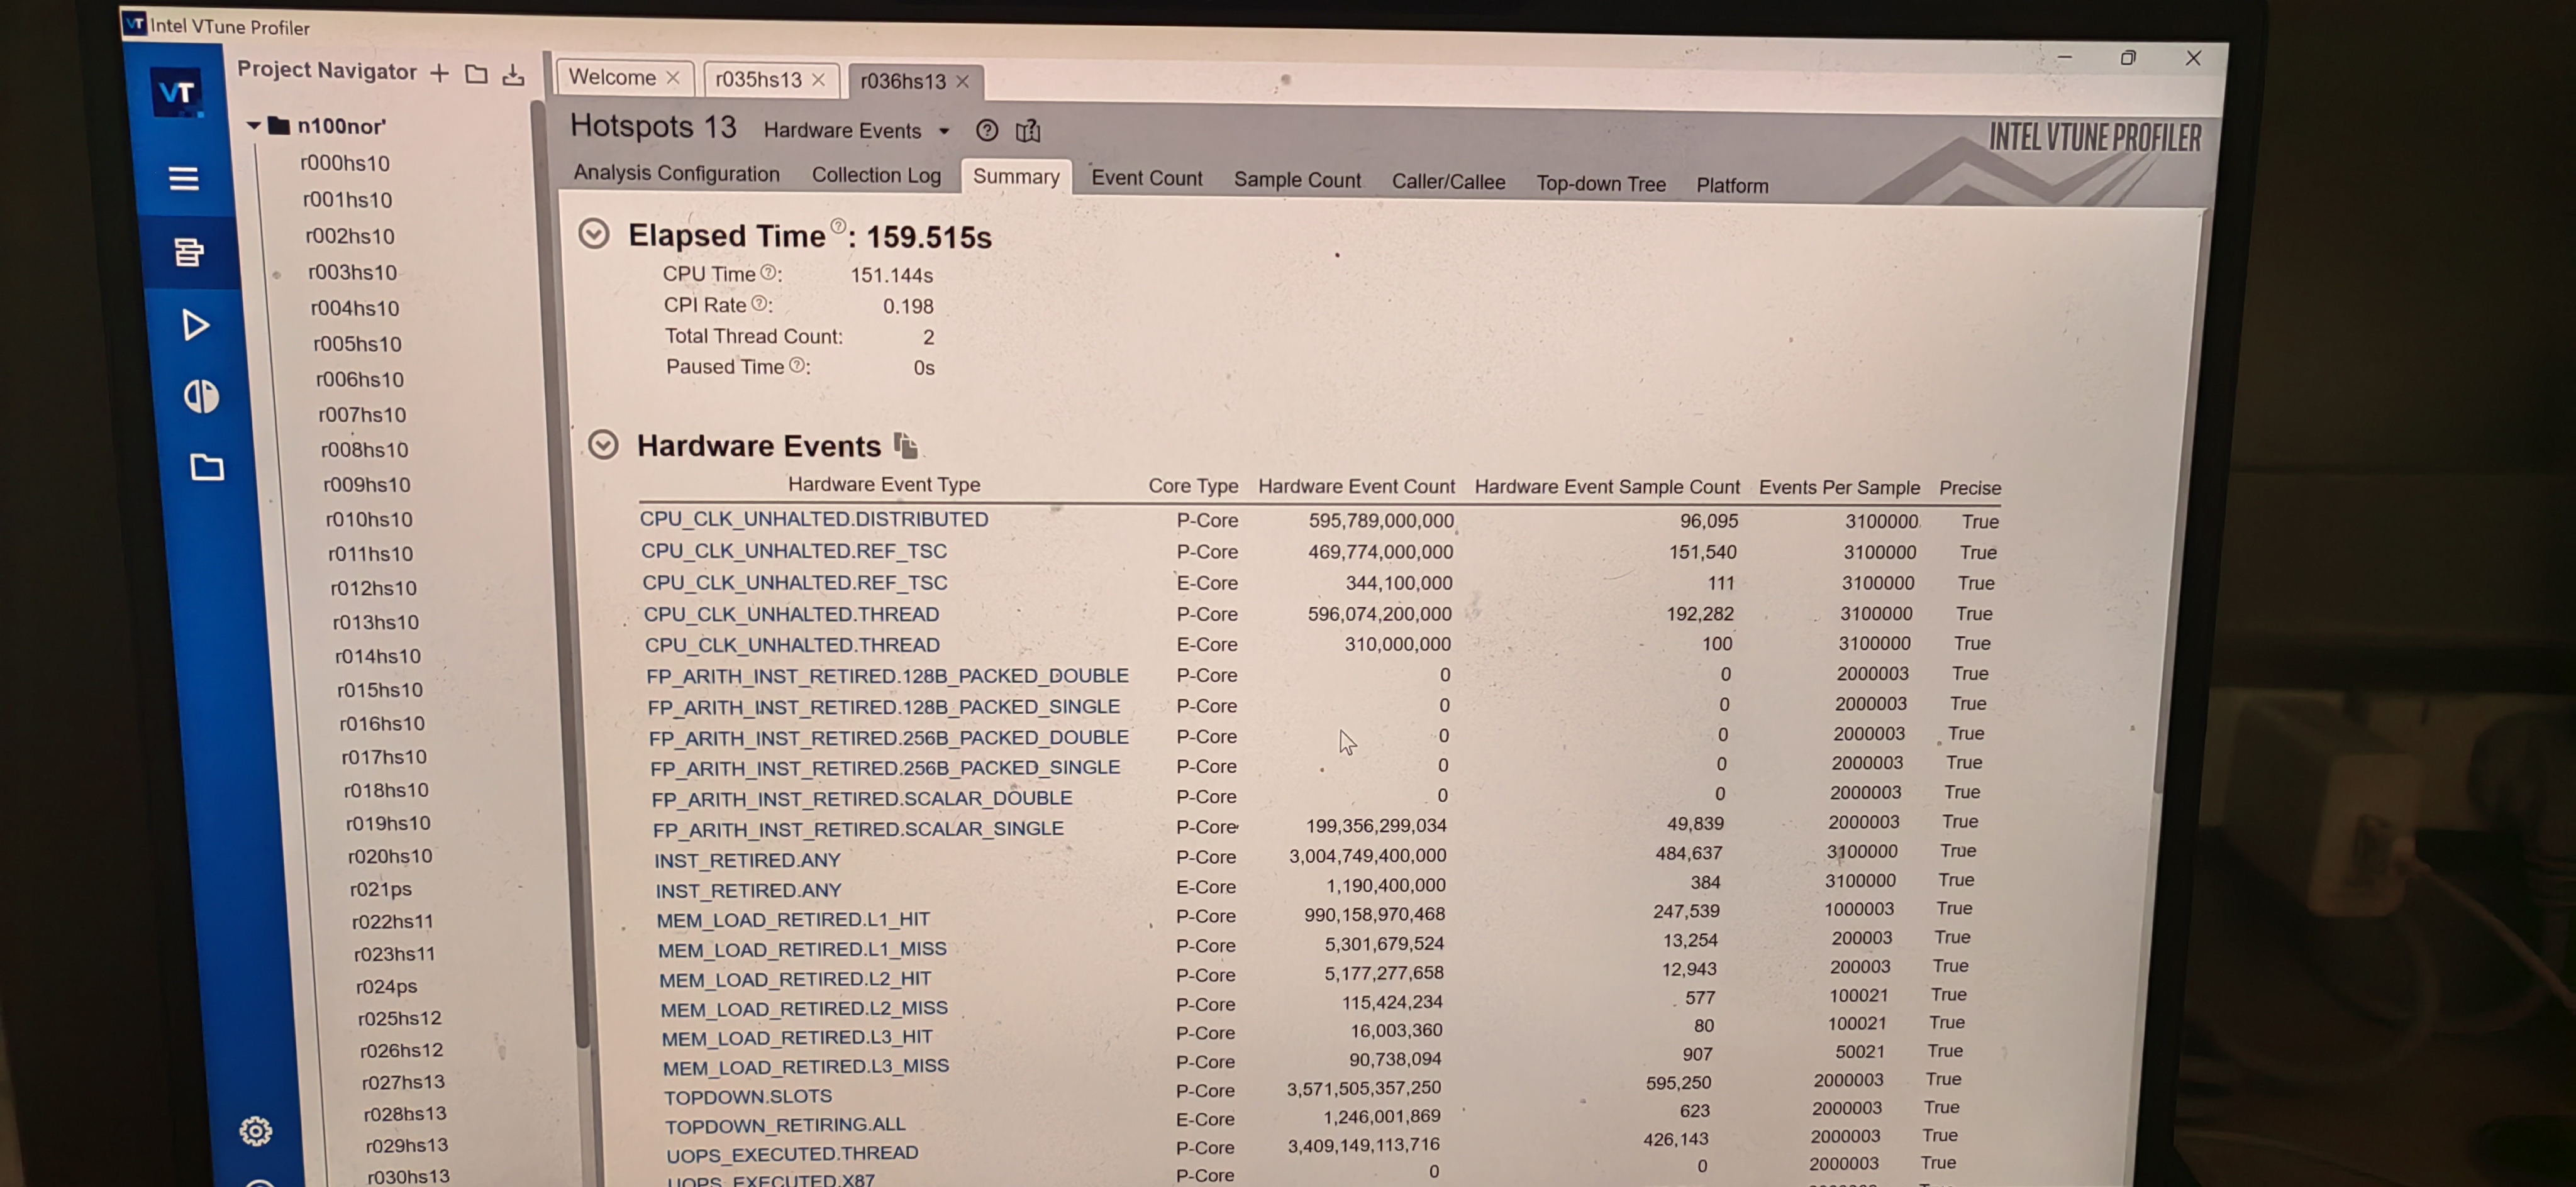 Intel VTune Profiler
Project Navigator
n100nor'
r000hs10
r001hs10
r002hs10
r003hs10
r004hs10
r005hs10
r006hs10
r007hs10
r008hs10
r009hs10
r010hs10
r011hs10
r012hs10
r013hs10
r014hs10
r015hs10
r016hs10
r017hs10
r018hs10
r019hs10
r020hs10
r021ps
r022hs11
r023hs11
r024ps
r025hs12
r026hs12
r027hs13
r028hs13
r029hs13
r030hs13
Welcome r035hs13 r036hs13
Hotspots 13 Hardware Events
INTEL VTUNE PROFILER
Analysis Configuration Collection Log Summary Event Count Sample Count Caller/Callee Top-down Tree Platform
Elapsed Time: 159.515s
CPU Time: 151.144s
CPI Rate: 0.198
Total Thread Count: 2
Paused Time: 0s
Hardware Events
Hardware Event Type Core Type Hardware Event Count Hardware Event Sample Count Events Per Sample Precise
CPU_CLK_UNHALTED.DISTRIBUTED P-Core 595,789,000,000 96,095 3100000 True
CPU_CLK_UNHALTED.REF_TSC P-Core 469,774,000,000 151,540 3100000 True
CPU_CLK_UNHALTED.REF_TSC E-Core 344,100,000 111 3100000 True
CPU_CLK_UNHALTED.THREAD P-Core 596,074,200,000 192,282 3100000 True
CPU_CLK_UNHALTED.THREAD E-Core 310,000,000 100 3100000 True
FP_ARITH_INST_RETIRED.128B_PACKED_DOUBLE P-Core 0 0 2000003 True
FP_ARITH_INST_RETIRED.128B_PACKED_SINGLE P-Core 0 0 2000003 True
FP_ARITH_INST_RETIRED.256B_PACKED_DOUBLE P-Core 0 0 2000003 True
FP_ARITH_INST_RETIRED.256B_PACKED_SINGLE P-Core 0 0 2000003 True
FP_ARITH_INST_RETIRED.SCALAR_DOUBLE P-Core 0 0 2000003 True
FP_ARITH_INST_RETIRED.SCALAR_SINGLE P-Core 199,356,299,034 49,839 2000003 True
INST_RETIRED.ANY P-Core 3,004,749,400,000 484,637 3100000 True
INST_RETIRED.ANY E-Core 1,190,400,000 384 3100000 True
MEM_LOAD_RETIRED.L1_HIT P-Core 990,158,970,468 247,539 1000003 True
MEM_LOAD_RETIRED.L1_MISS P-Core 5,301,679,524 13,254 200003 True
MEM_LOAD_RETIRED.L2_HIT P-Core 5,177,277,658 12,943 200003 True
MEM_LOAD_RETIRED.L2_MISS P-Core 115,424,234 577 100021 True
MEM_LOAD_RETIRED.L3_HIT P-Core 16,003,360 80 100021 True
MEM_LOAD_RETIRED.L3_MISS P-Core 90,738,094 907 50021 True
TOPDOWN.SLOTS P-Core 3,571,505,357,250 595,250 2000003 True
TOPDOWN_RETIRING.ALL E-Core 1,246,001,869 623 2000003 True
UOPS_EXECUTED.THREAD P-Core 3,409,149,113,716 426,143 2000003 True
UOPS_EXECUTED.X87 P-Core 0 0 2000003 True